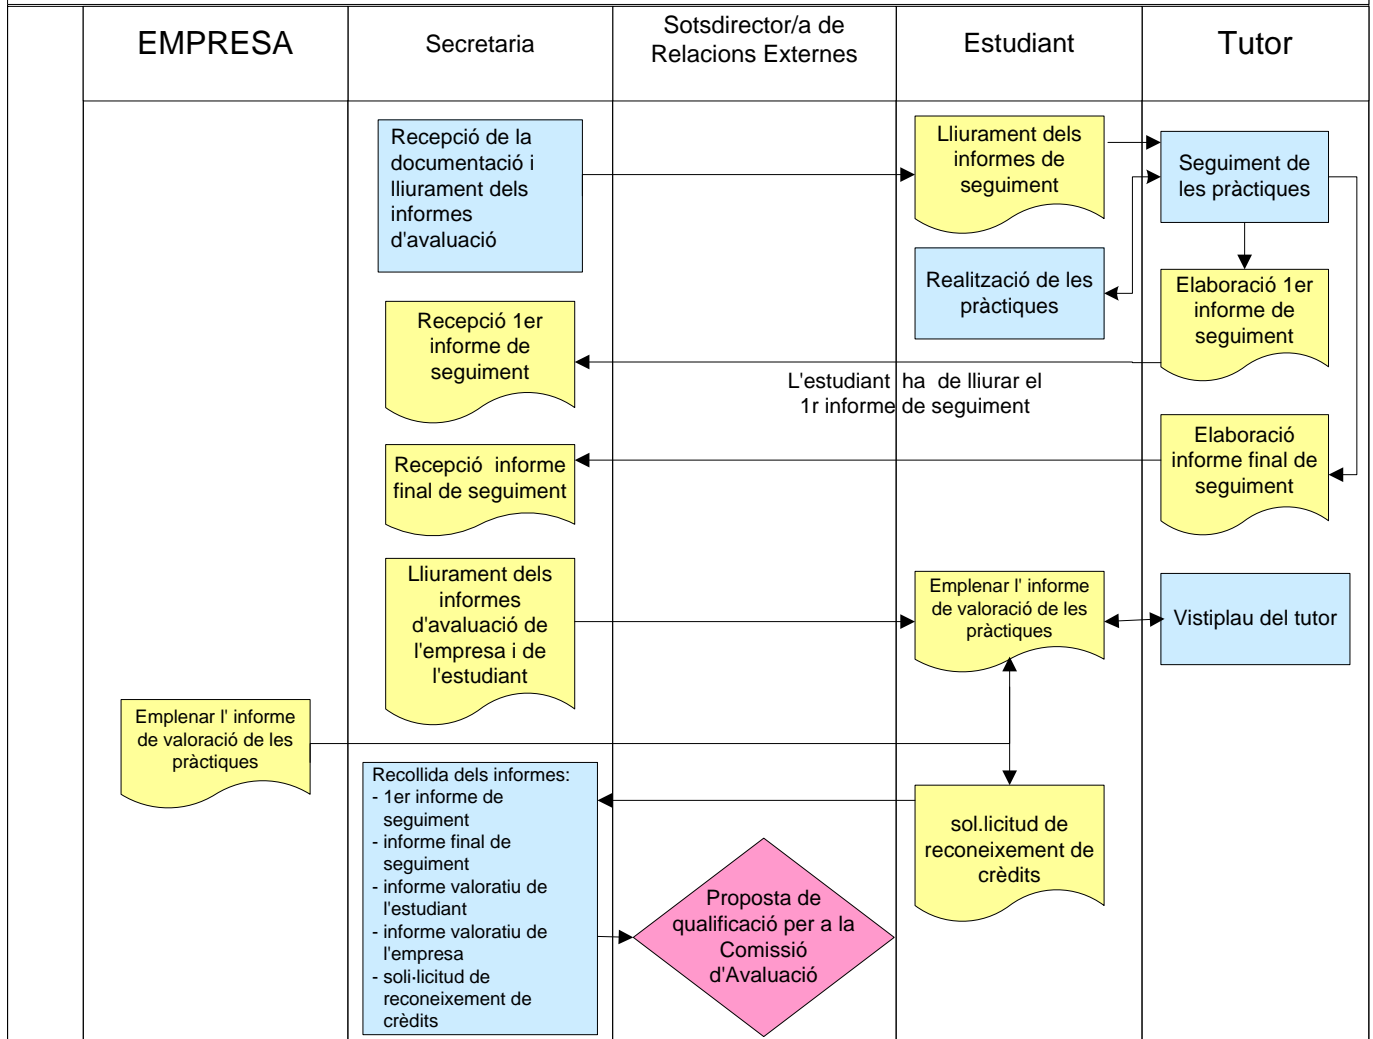 EMPRESA
Secretaria
Sotsdirector/a de
Relacions Externes
Estudiant
Tutor
Recepció de la
documentació i
lliurament dels
informes
d'avaluació
Lliurament dels
informes de
seguiment
Seguiment de
les pràctiques
Realització de les
pràctiques
Elaboració 1er
informe de
seguiment
Recepció 1er
informe de
seguiment
L'estudiant ha de lliurar el
1r informe de seguiment
Elaboració
informe final de
seguiment
Recepció informe
final de seguiment
Lliurament dels
informes
d'avaluació de
l'empresa i de
l'estudiant
Emplenar l' informe
de valoració de les
pràctiques
Vistiplau del tutor
Emplenar l' informe
de valoració de les
pràctiques
Recollida dels informes:
- 1er informe de
seguiment
- informe final de
seguiment
- informe valoratiu de
l'estudiant
- informe valoratiu de
l'empresa
- soli·licitud de
reconeixement de
crèdits
sol.licitud de
reconeixement de
crèdits
Proposta de
qualificació per a la
Comissió
d'Avaluació